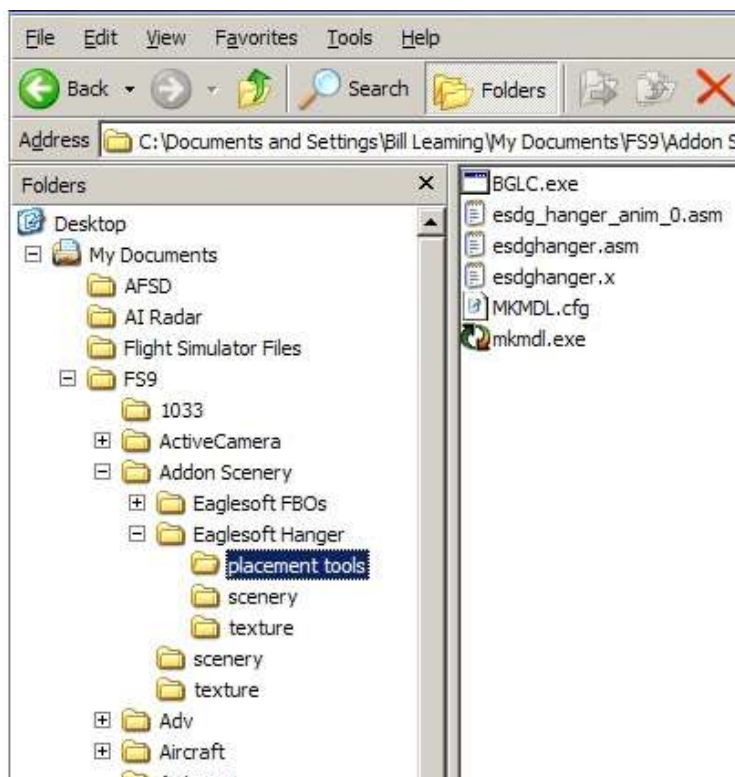 File Edit View Favorites Tools Help
Back Search Folders
Address C:\Documents and Settings\Bill Leaming\My Documents\FS9\Addon S
Folders
Desktop
My Documents
AFSD
AI Radar
Flight Simulator Files
FS9
1033
ActiveCamera
Addon Scenery
Eaglesoft FBOs
Eaglesoft Hanger
placement tools
scenery
texture
scenery
texture
Adv
Aircraft
BGLC.exe
esdg_hanger_anim_0.asm
esdghanger.asm
esdghanger.x
MKMDL.cfg
mkmdl.exe